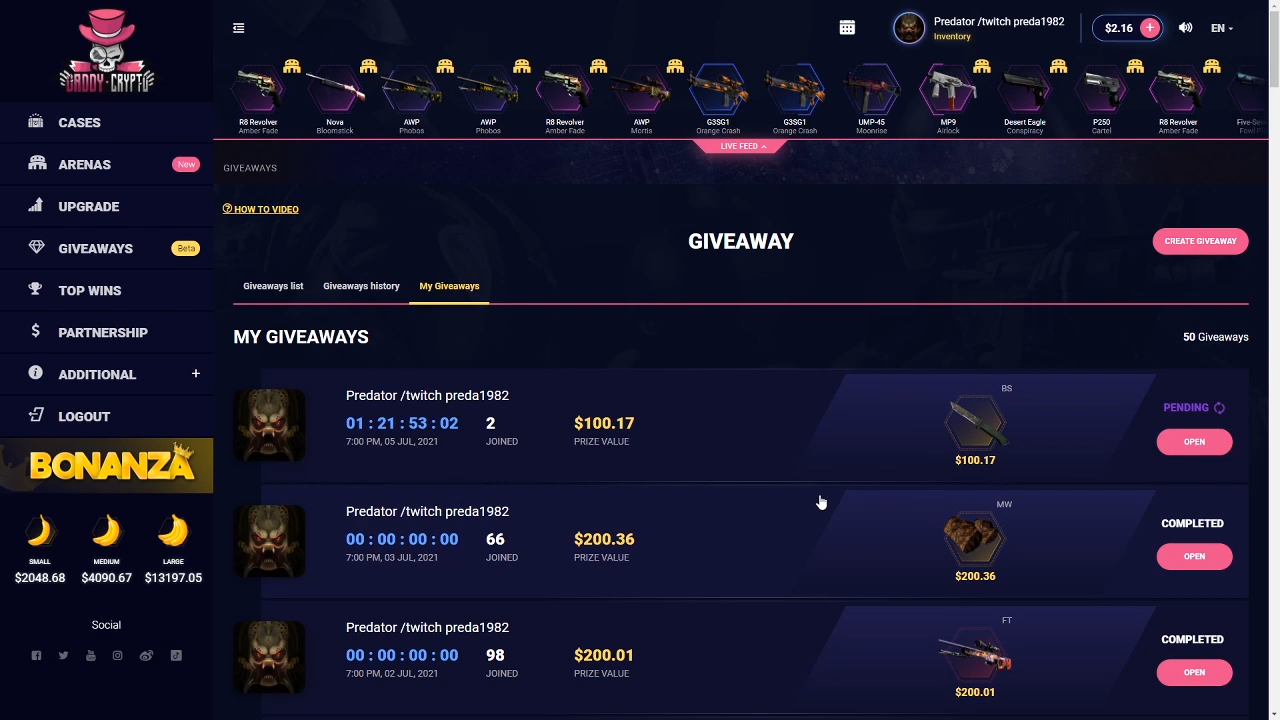 DADDY-CRYPTO
Predator /twitch preda1982
Inventory
$2.16
EN
R8 Revolver
Amber Fade
Nova
Bloomstick
AWP
Phobos
AWP
Phobos
R8 Revolver
Amber Fade
AWP
Mortis
G3SG1
Orange Crash
G3SG1
Orange Crash
UMP-45
Moonrise
MP9
Airlock
Desert Eagle
Conspiracy
P250
Cartel
R8 Revolver
Amber Fade
LIVE FEED
CASES
ARENAS
New
UPGRADE
GIVEAWAYS
Beta
TOP WINS
PARTNERSHIP
ADDITIONAL +
LOGOUT
BONANZA
SMALL
$2048.68
MEDIUM
$4090.67
LARGE
$13197.05
Social
GIVEAWAYS
HOW TO VIDEO
GIVEAWAY
CREATE GIVEAWAY
Giveaways list
Giveaways history
My Giveaways
MY GIVEAWAYS
50 Giveaways
Predator /twitch preda1982
01 : 21 : 53 : 02
7:00 PM, 05 JUL, 2021
2
JOINED
$100.17
PRIZE VALUE
BS
$100.17
PENDING
OPEN
Predator /twitch preda1982
00 : 00 : 00 : 00
7:00 PM, 03 JUL, 2021
66
JOINED
$200.36
PRIZE VALUE
MW
$200.36
COMPLETED
OPEN
Predator /twitch preda1982
00 : 00 : 00 : 00
7:00 PM, 02 JUL, 2021
98
JOINED
$200.01
PRIZE VALUE
FT
$200.01
COMPLETED
OPEN